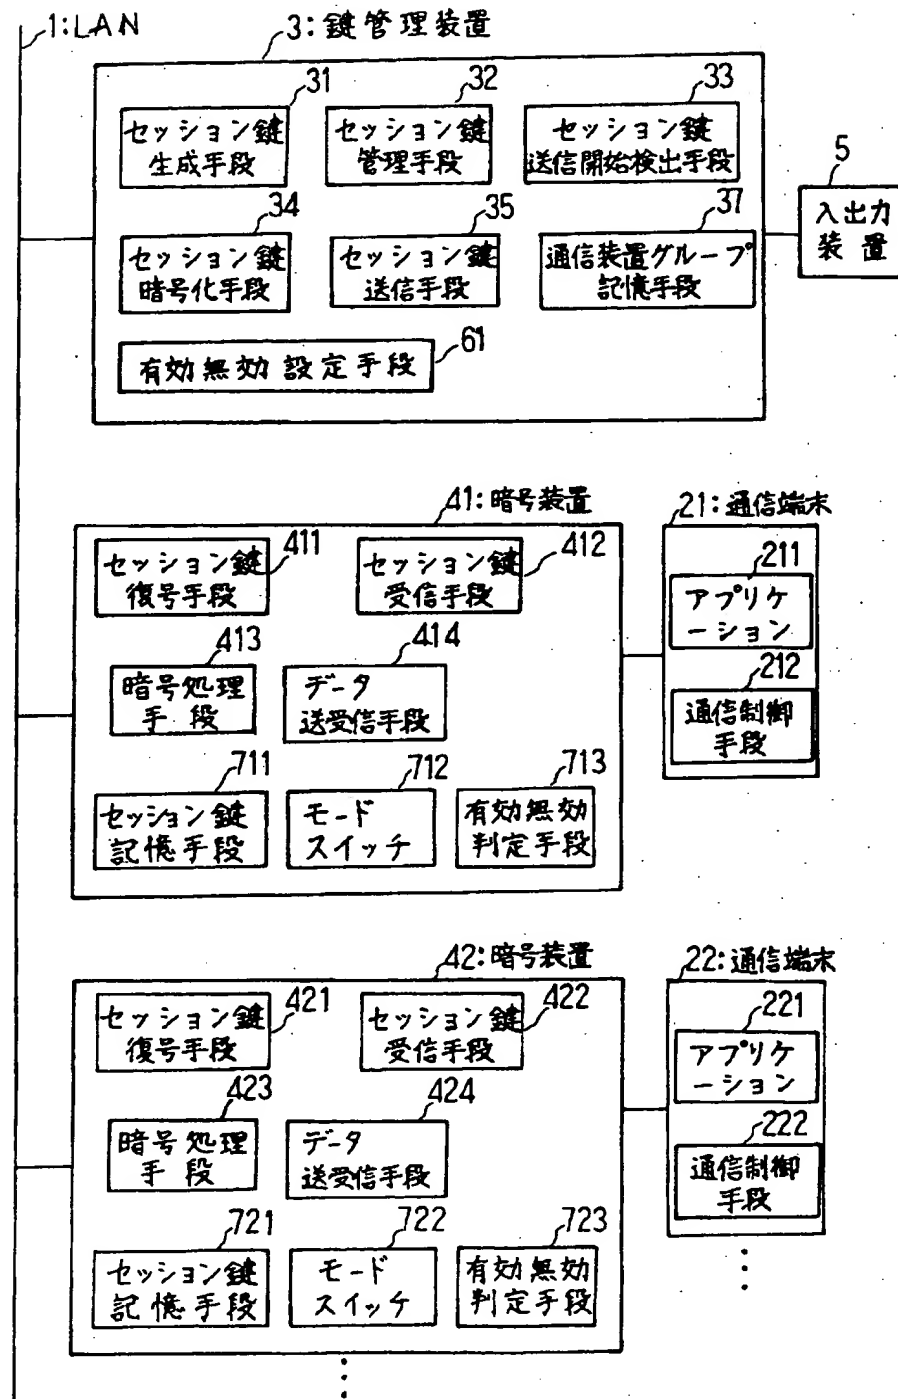 1:LAN
3:鍵管理装置
31
セッション鍵
生成手段
32
セッション鍵
管理手段
33
セッション鍵
送信開始検出手段
5
入出力
装置
34
セッション鍵
暗号化手段
35
セッション鍵
送信手段
37
通信装置グループ
記憶手段
61
有効無効設定手段
41:暗号装置
411
セッション鍵
復号手段
412
セッション鍵
受信手段
413
暗号処理
手段
414
データ
送受信手段
711
セッション鍵
記憶手段
712
モード
スイッチ
713
有効無効
判定手段
21:通信端末
211
アプリケ
ーション
212
通信制御
手段
42:暗号装置
421
セッション鍵
復号手段
422
セッション鍵
受信手段
423
暗号処理
手段
424
データ
送受信手段
721
セッション鍵
記憶手段
722
モード
スイッチ
723
有効無効
判定手段
22:通信端末
221
アプリケ
ーション
222
通信制御
手段